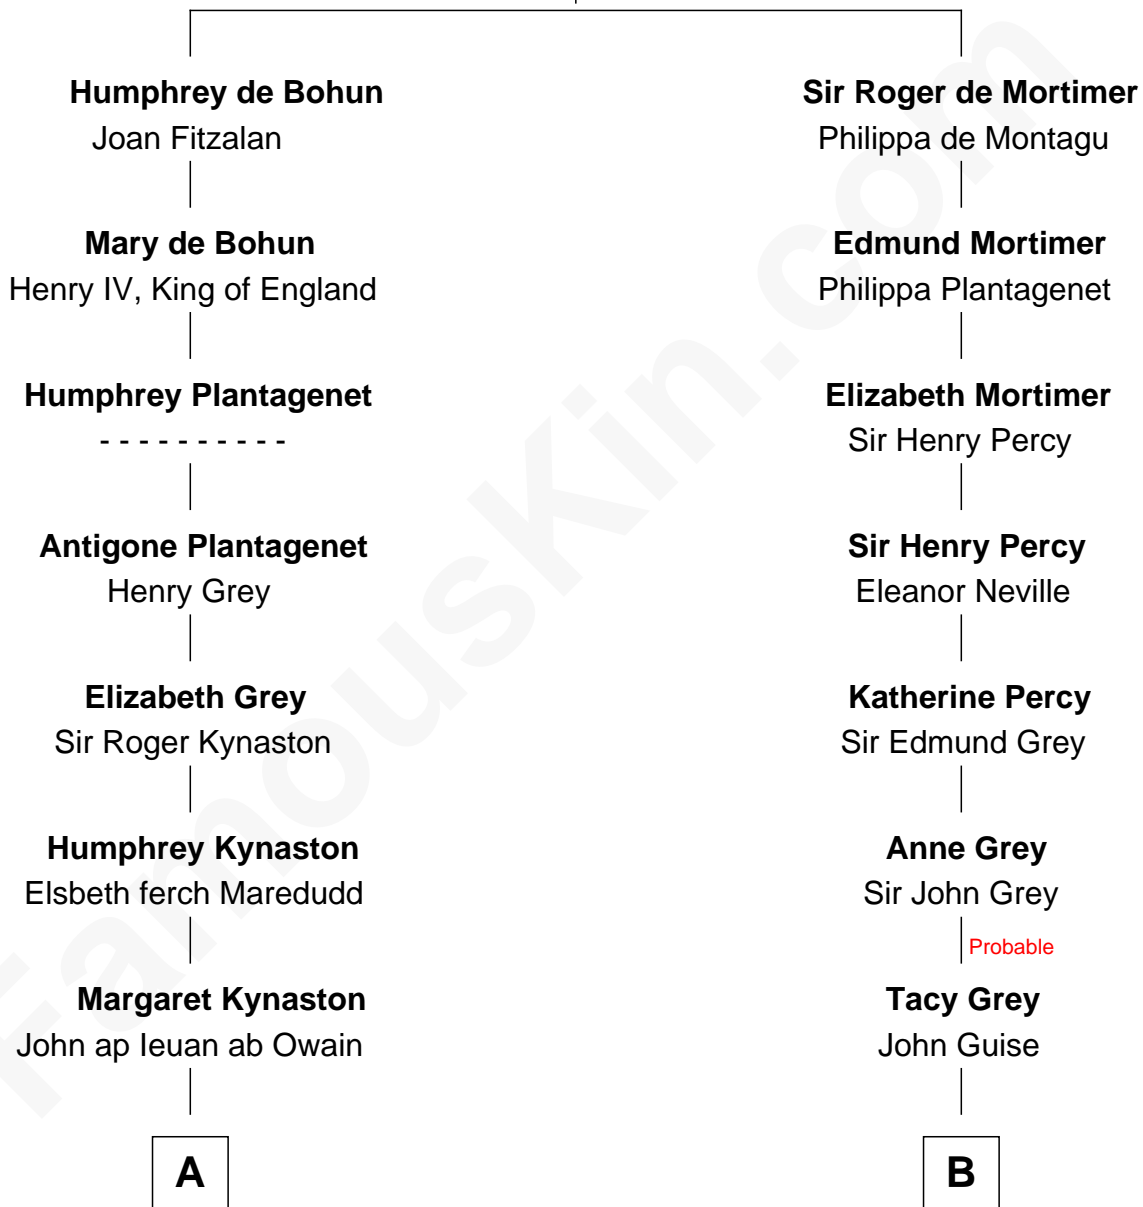 Humphrey de Bohun
Joan Fitzalan
Mary de Bohun
Henry IV, King of England
Humphrey Plantagenet
- - - - - - - - - -
Antigone Plantagenet
Henry Grey
Elizabeth Grey
Sir Roger Kynaston
Humphrey Kynaston
Elsbeth ferch Maredudd
Margaret Kynaston
John ap Ieuan ab Owain
A
Sir Roger de Mortimer
Philippa de Montagu
Edmund Mortimer
Philippa Plantagenet
Elizabeth Mortimer
Sir Henry Percy
Sir Henry Percy
Eleanor Neville
Katherine Percy
Sir Edmund Grey
Anne Grey
Sir John Grey
Probable
Tacy Grey
John Guise
B
FamousKin.com